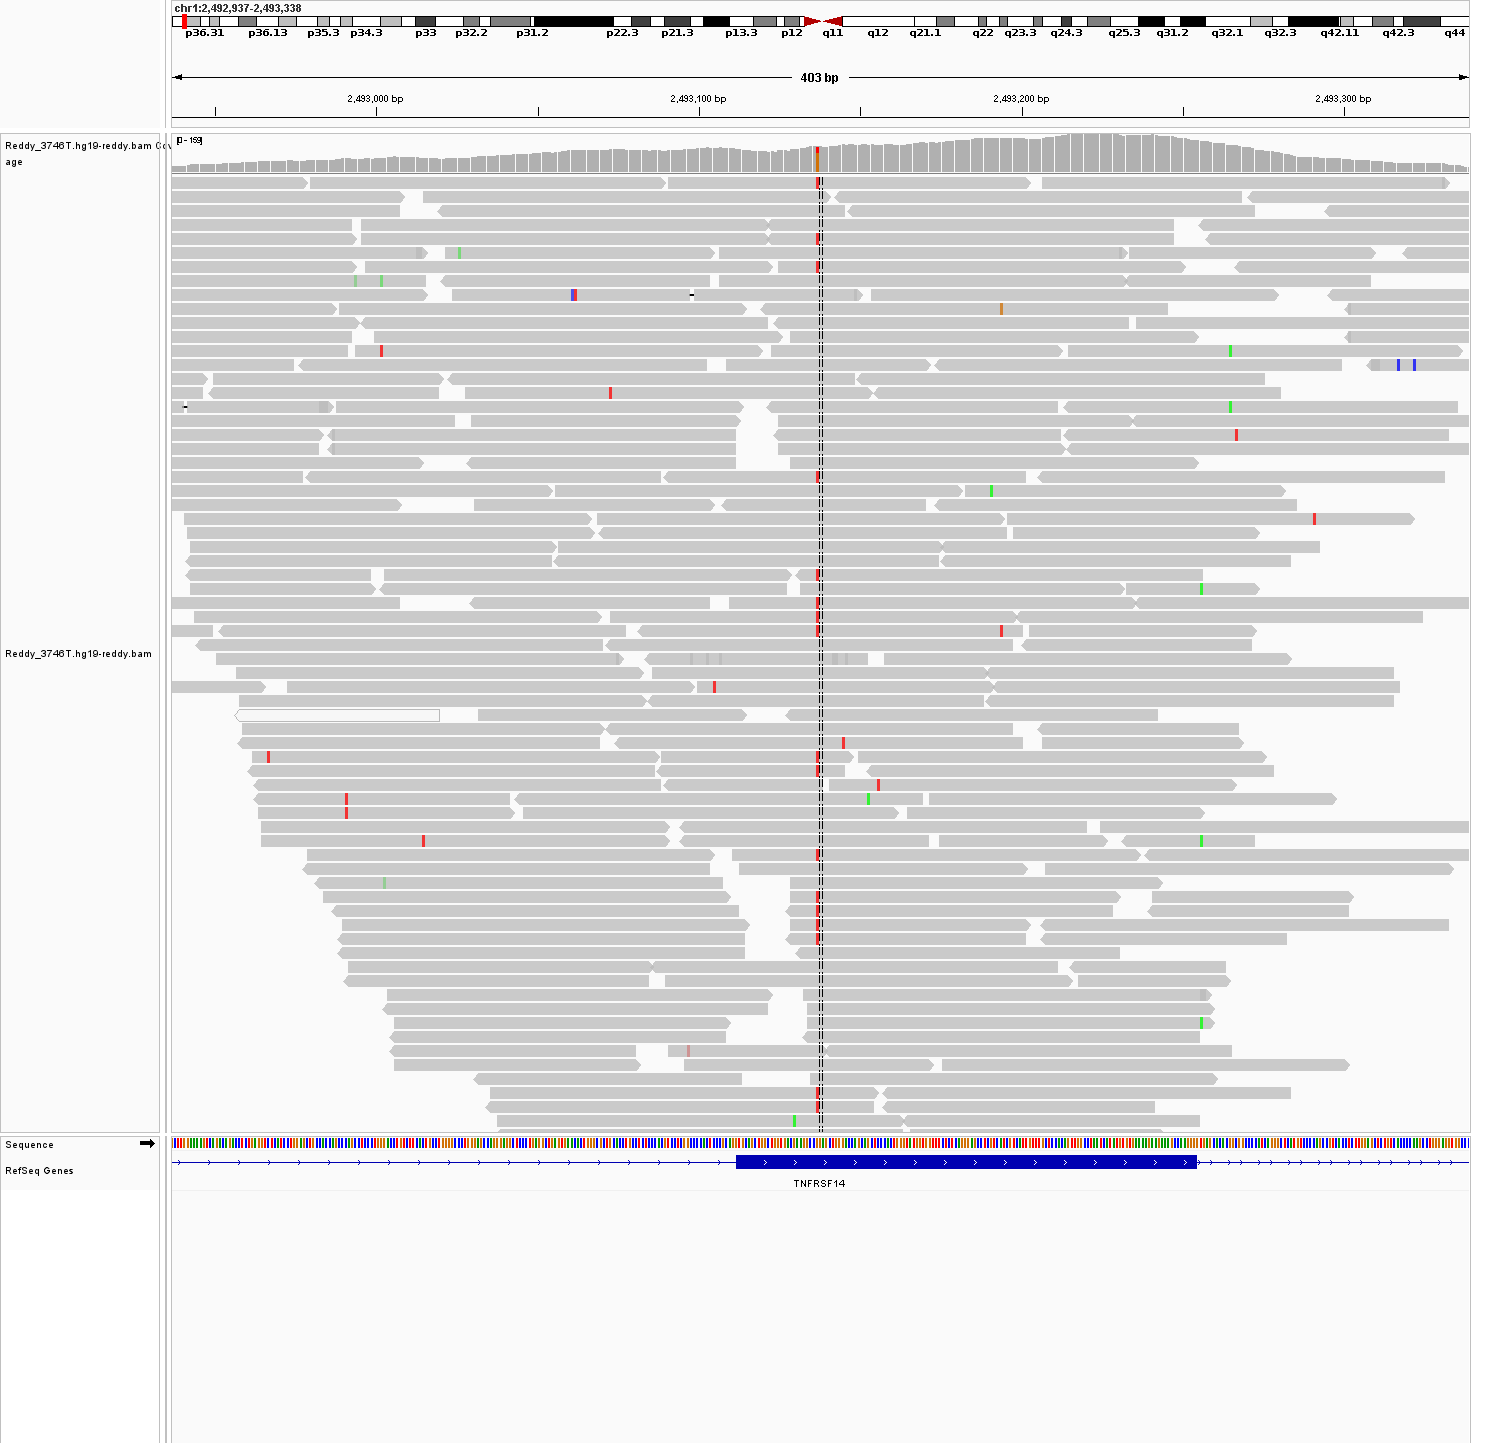 chr1:2,492,937-2,493,338
p36.31 p36.13 p35.3 p34.3 p33 p32.2 p31.2 p22.3 p21.3 p13.3 p12 q11 q12 q21.1 q22 q23.3 q24.3 q25.3 q31.2 q32.1 q32.3 q42.11 q42.3 q44
403 bp
2,493,000 bp 2,493,100 bp 2,493,200 bp 2,493,300 bp
[0 - 159]
Reddy_3746T.hg19-reddy.bam Cov
age
Reddy_3746T.hg19-reddy.bam
Sequence
RefSeq Genes
TNFRSF14